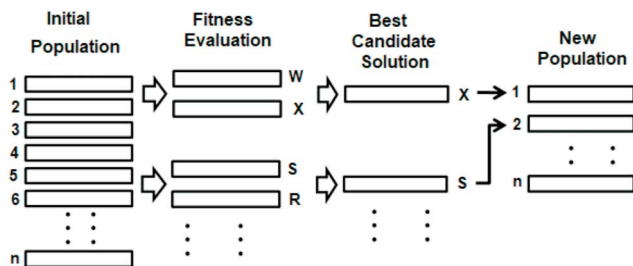 Initial
Population
Fitness
Evaluation
Best
Candidate
Solution
New
Population
1
2
3
4
5
6
n
W
X
S
R
X
S
1
2
n